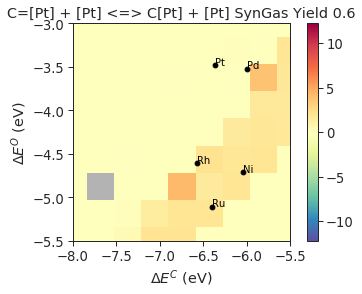 C=[Pt] + [Pt] <=> C[Pt] + [Pt] SynGas Yield 0.6
−3.0
−3.5
−4.0
−4.5
−5.0
−5.5
ΔE^O (eV)
Pt
Pd
Rh
Ni
Ru
−8.0 −7.5 −7.0 −6.5 −6.0 −5.5
ΔE^C (eV)
10
5
0
−5
−10